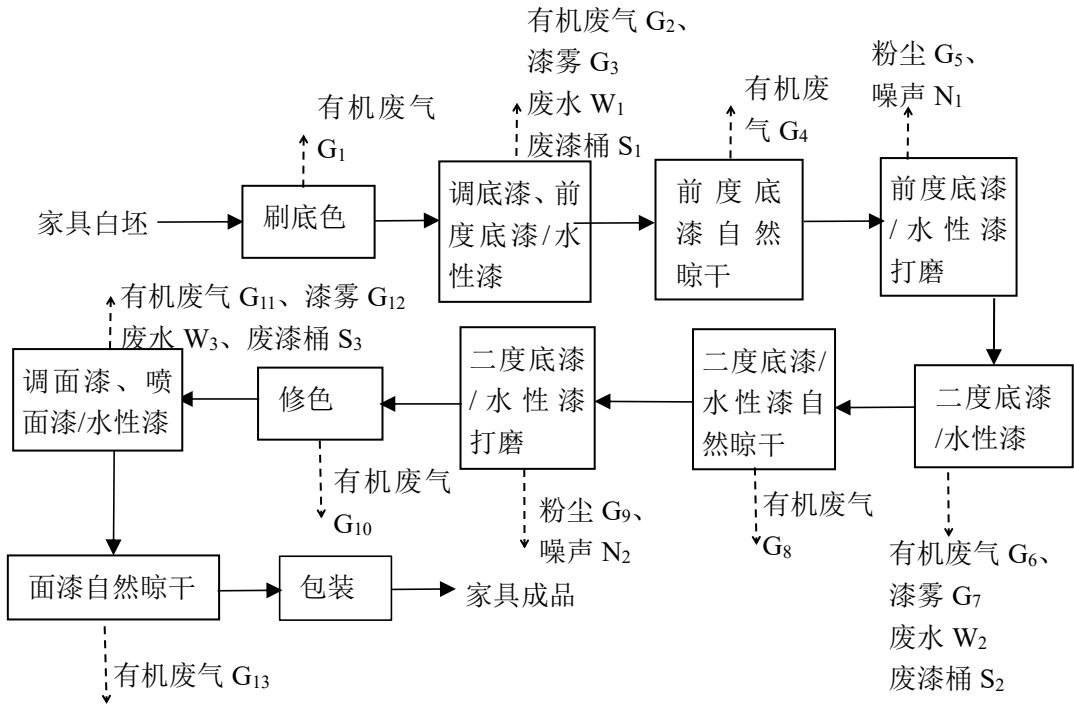 有机废气 G₂、
漆雾 G₃
废水 W₁
废漆桶 S₁
有机废气
G₁
有机废
气 G₄
粉尘 G₅、
噪声 N₁
家具白坯
刷底色
调底漆、前
度底漆/水
性漆
前度底
漆自然
晾干
前度底漆
/水性漆
打磨
有机废气 G₁₁、漆雾 G₁₂
废水 W₃、废漆桶 S₃
调面漆、喷
面漆/水性漆
修色
二度底漆
/水性漆
打磨
二度底漆/
水性漆自
然晾干
二度底漆
/水性漆
有机废气
G₁₀
粉尘 G₉、
噪声 N₂
有机废气
G₈
有机废气 G₆、
漆雾 G₇
废水 W₂
废漆桶 S₂
面漆自然晾干
包装
家具成品
有机废气 G₁₃